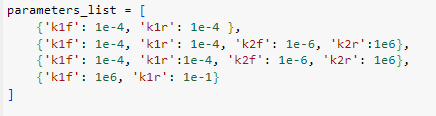 parameters_list = [
    {'k1f': 1e-4, 'k1r': 1e-4 },
    {'k1f': 1e-4, 'k1r': 1e-4, 'k2f': 1e-6, 'k2r':1e6},
    {'k1f': 1e-4, 'k1r':1e-4, 'k2f': 1e-6, 'k2r': 1e6},
    {'k1f': 1e6, 'k1r': 1e-1}
]